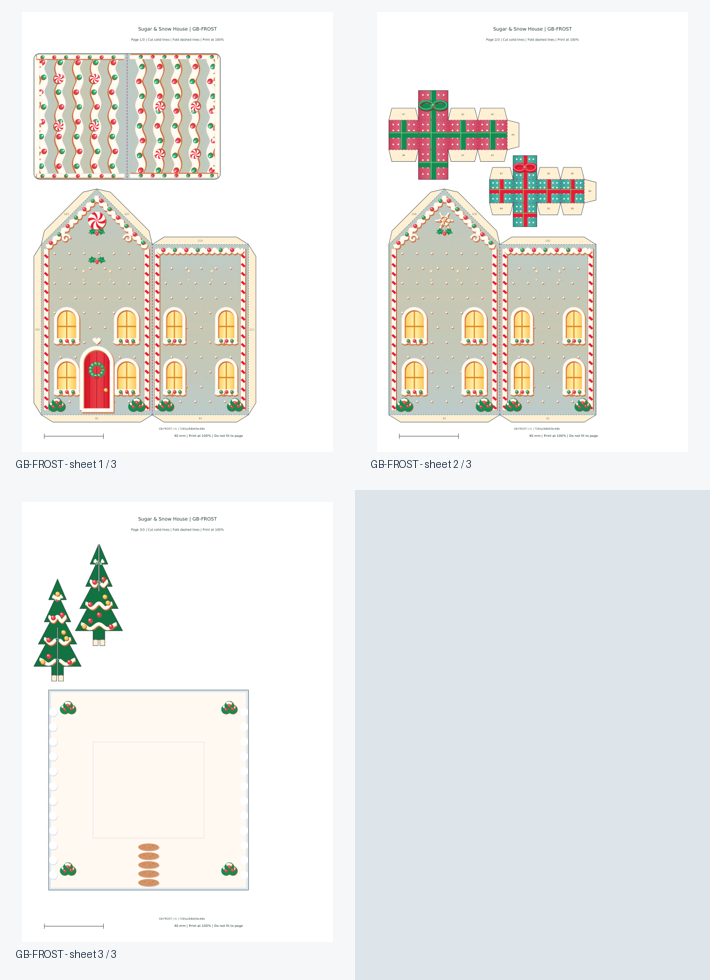 Sugar & Snow House | GB-FROST
Page 1/3 | Cut solid lines | Fold dashed lines | Print at 100%
50 mm | Print at 100% | Do not fit to page
GB-FROST - sheet 1 / 3
Sugar & Snow House | GB-FROST
Page 2/3 | Cut solid lines | Fold dashed lines | Print at 100%
50 mm | Print at 100% | Do not fit to page
GB-FROST - sheet 2 / 3
Sugar & Snow House | GB-FROST
Page 3/3 | Cut solid lines | Fold dashed lines | Print at 100%
50 mm | Print at 100% | Do not fit to page
GB-FROST - sheet 3 / 3